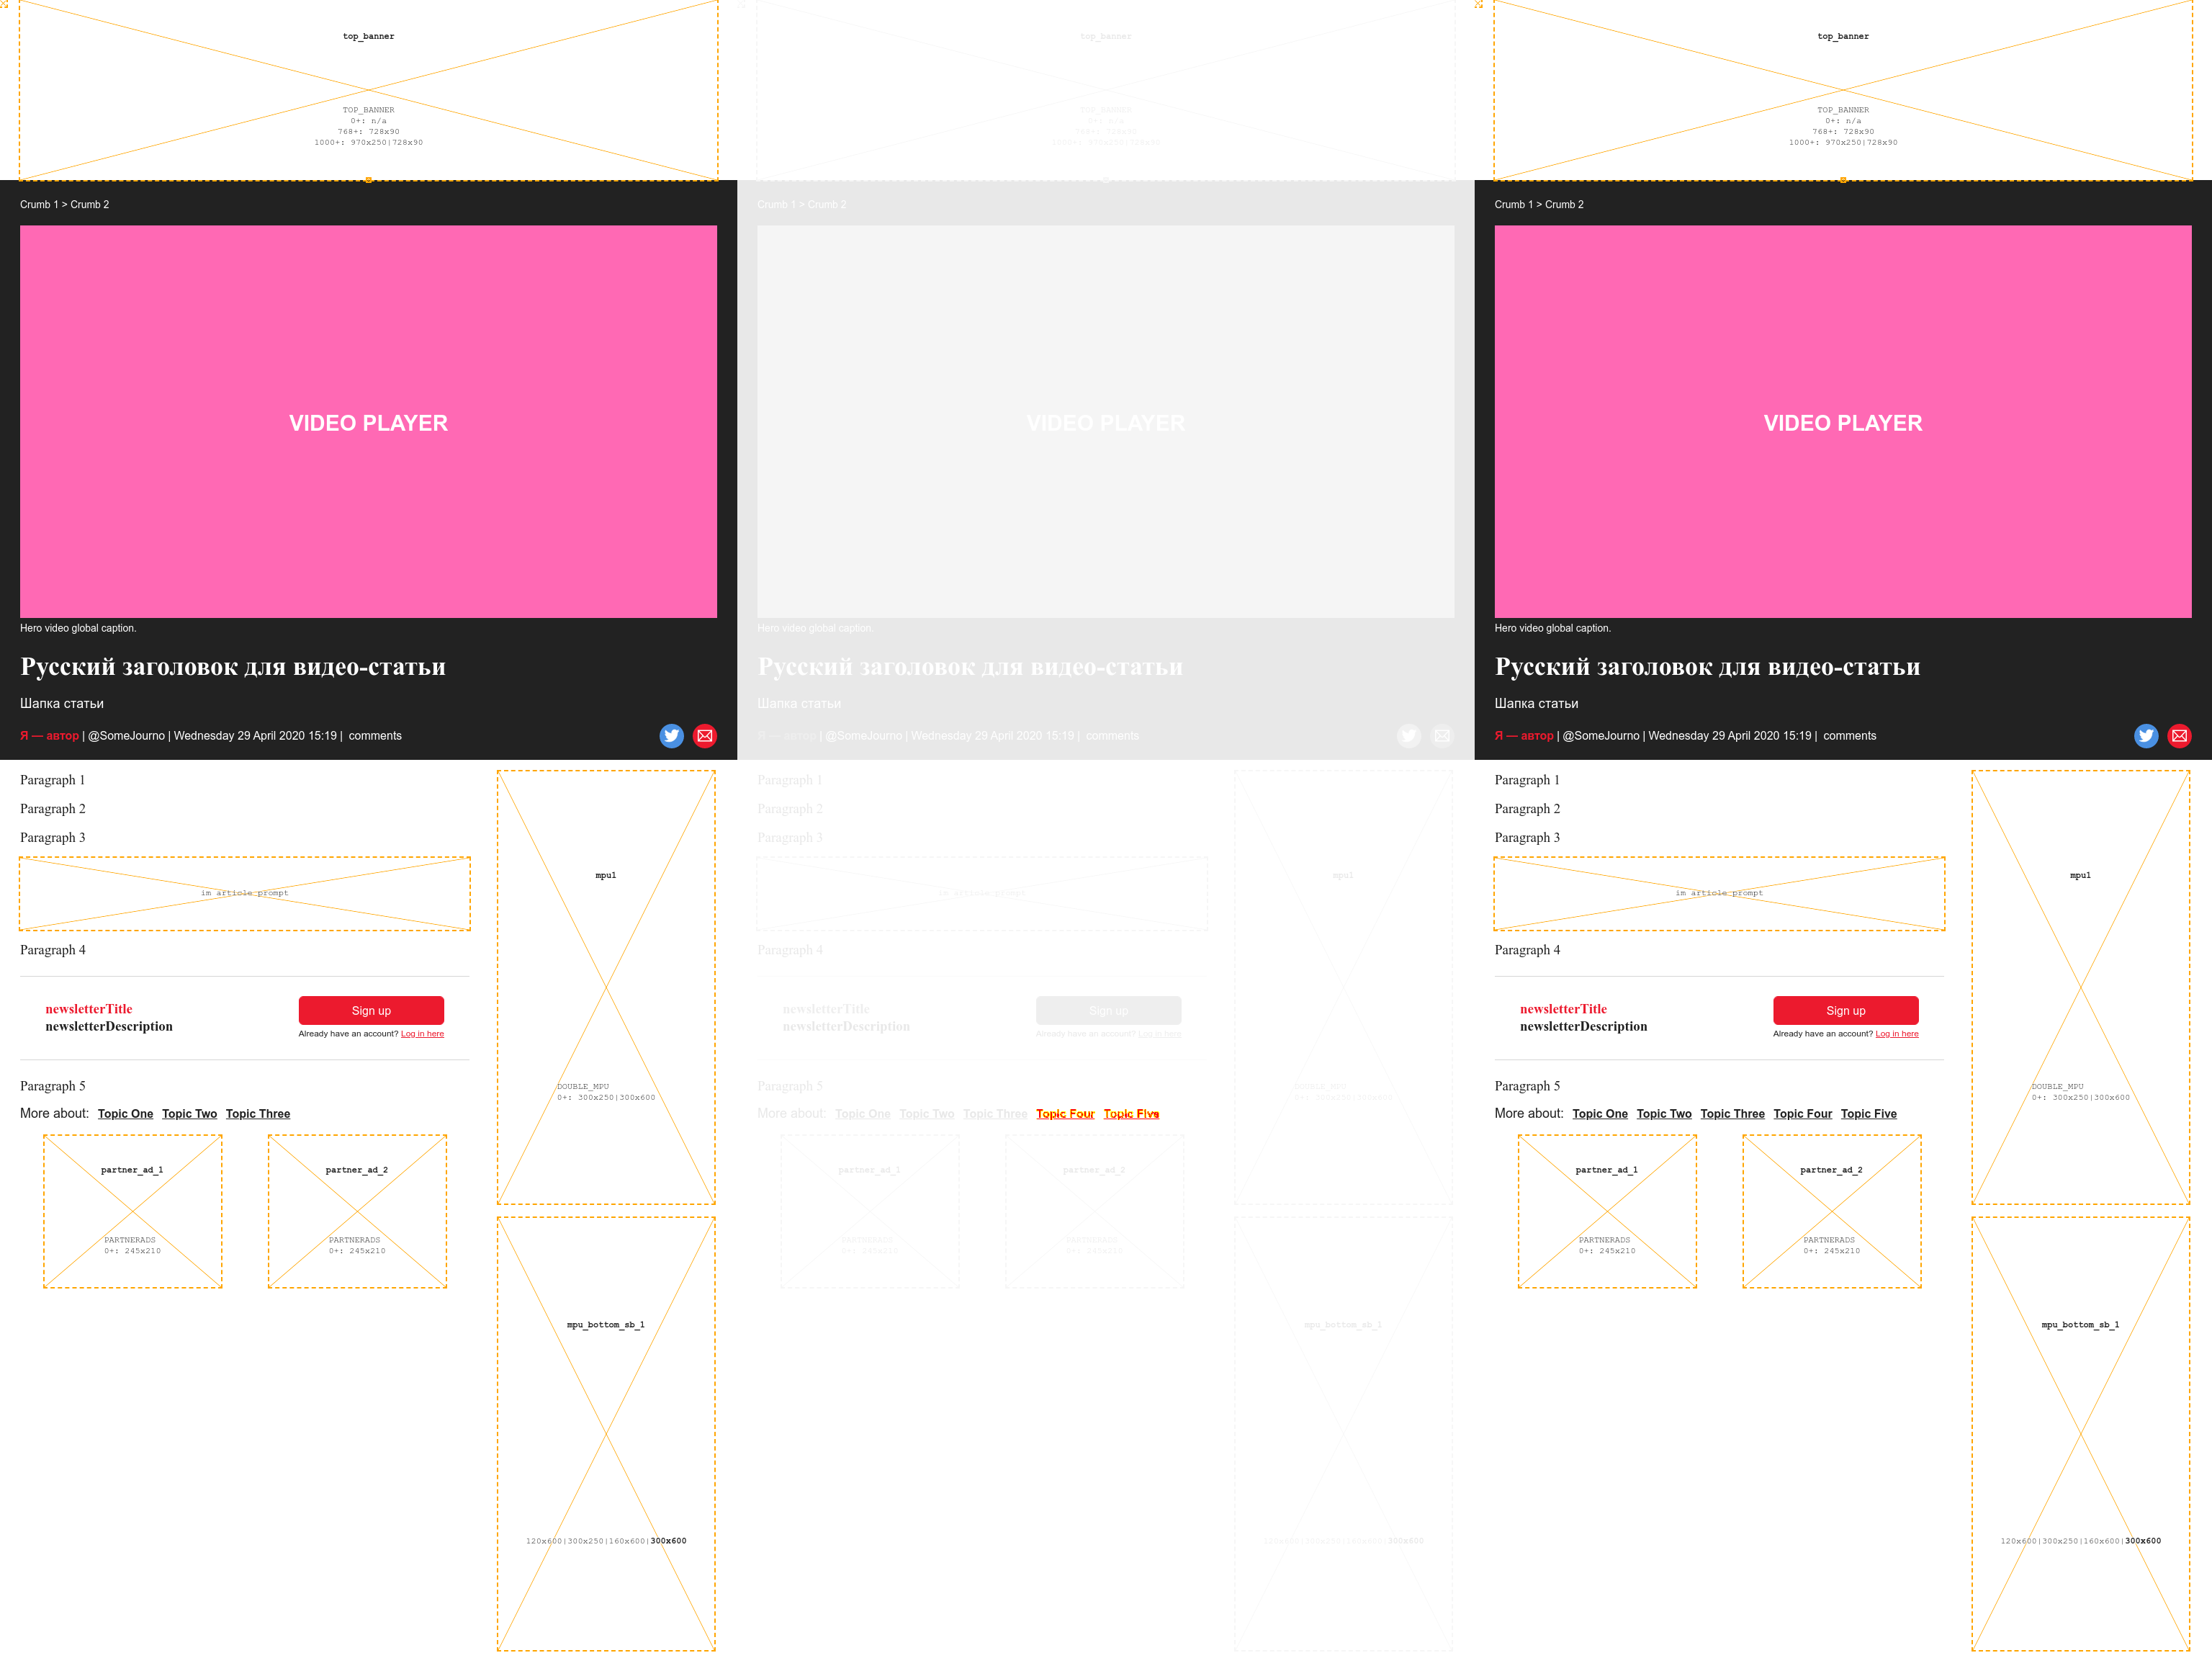 top_banner
TOP_BANNER
0+: n/a
768+: 728x90
1000+: 970x250|728x90
Crumb 1 > Crumb 2
VIDEO PLAYER
Hero video global caption.
Русский заголовок для видео-статьи
Шапка статьи
Я — автор | @SomeJourno | Wednesday 29 April 2020 15:19 | comments
Paragraph 1
Paragraph 2
Paragraph 3
im article prompt
Paragraph 4
newsletterTitle
newsletterDescription
Sign up
Already have an account? Log in here
Paragraph 5
More about: Topic One Topic Two Topic Three
partner_ad_1
PARTNERADS
0+: 245x210
partner_ad_2
PARTNERADS
0+: 245x210
mpu1
DOUBLE_MPU
0+: 300x250|300x600
mpu_bottom_sb_1
120x600|300x250|160x600|300x600
top_banner
TOP_BANNER
0+: n/a
768+: 728x90
1000+: 970x250|728x90
Crumb 1 > Crumb 2
VIDEO PLAYER
Hero video global caption.
Русский заголовок для видео-статьи
Шапка статьи
Я — автор | @SomeJourno | Wednesday 29 April 2020 15:19 | comments
Paragraph 1
Paragraph 2
Paragraph 3
im article prompt
Paragraph 4
newsletterTitle
newsletterDescription
Sign up
Already have an account? Log in here
Paragraph 5
More about: Topic One Topic Two Topic Three Topic Four Topic Five
partner_ad_1
PARTNERADS
0+: 245x210
partner_ad_2
PARTNERADS
0+: 245x210
mpu1
DOUBLE_MPU
0+: 300x250|300x600
mpu_bottom_sb_1
120x600|300x250|160x600|300x600
top_banner
TOP_BANNER
0+: n/a
768+: 728x90
1000+: 970x250|728x90
Crumb 1 > Crumb 2
VIDEO PLAYER
Hero video global caption.
Русский заголовок для видео-статьи
Шапка статьи
Я — автор | @SomeJourno | Wednesday 29 April 2020 15:19 | comments
Paragraph 1
Paragraph 2
Paragraph 3
im article prompt
Paragraph 4
newsletterTitle
newsletterDescription
Sign up
Already have an account? Log in here
Paragraph 5
More about: Topic One Topic Two Topic Three Topic Four Topic Five
partner_ad_1
PARTNERADS
0+: 245x210
partner_ad_2
PARTNERADS
0+: 245x210
mpu1
DOUBLE_MPU
0+: 300x250|300x600
mpu_bottom_sb_1
120x600|300x250|160x600|300x600